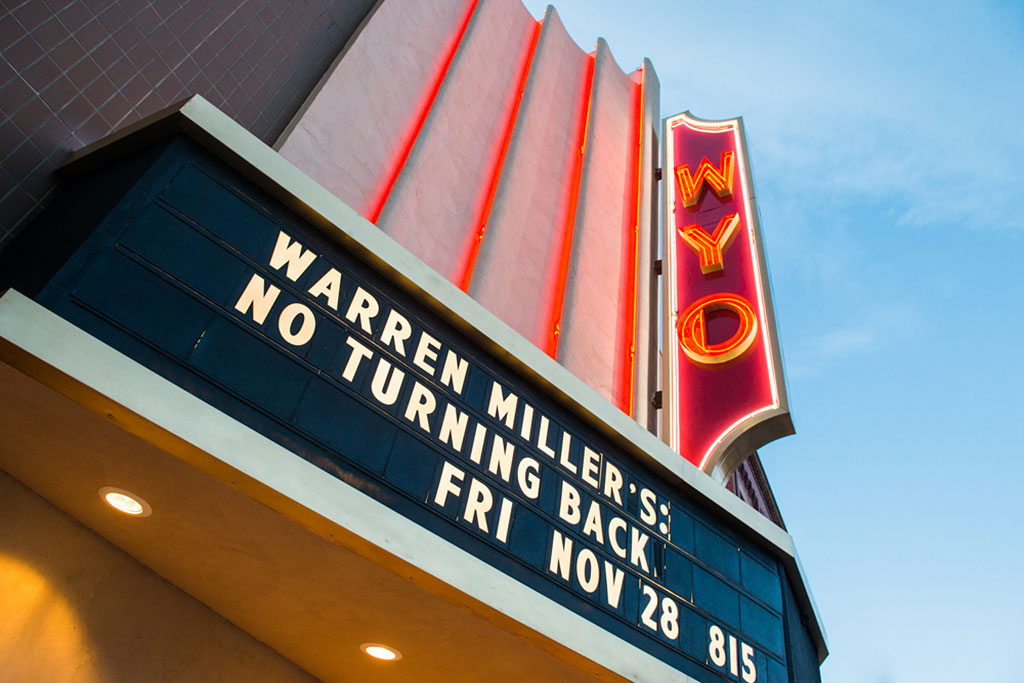 WYO
WARREN MILLER'S:
NO TURNING BACK
FRI NOV 28 815